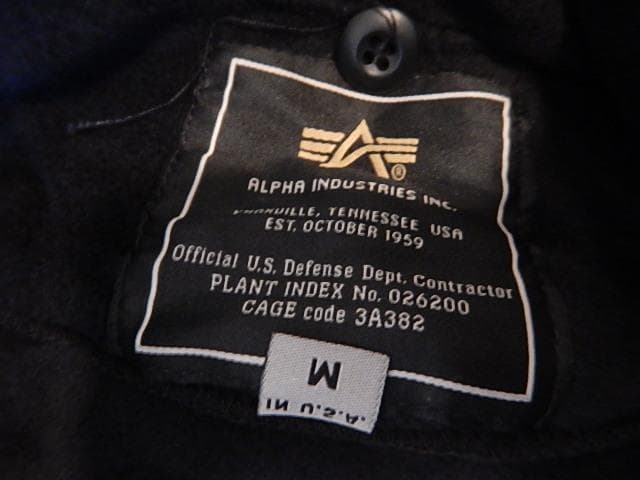 ALPHA INDUSTRIES INC.
TENNESSEE USA
EST. OCTOBER 1959
Official U.S. Defense Dept. Contractor
PLANT INDEX No. 026200
CAGE code 3A382
M
IN U.S.A.